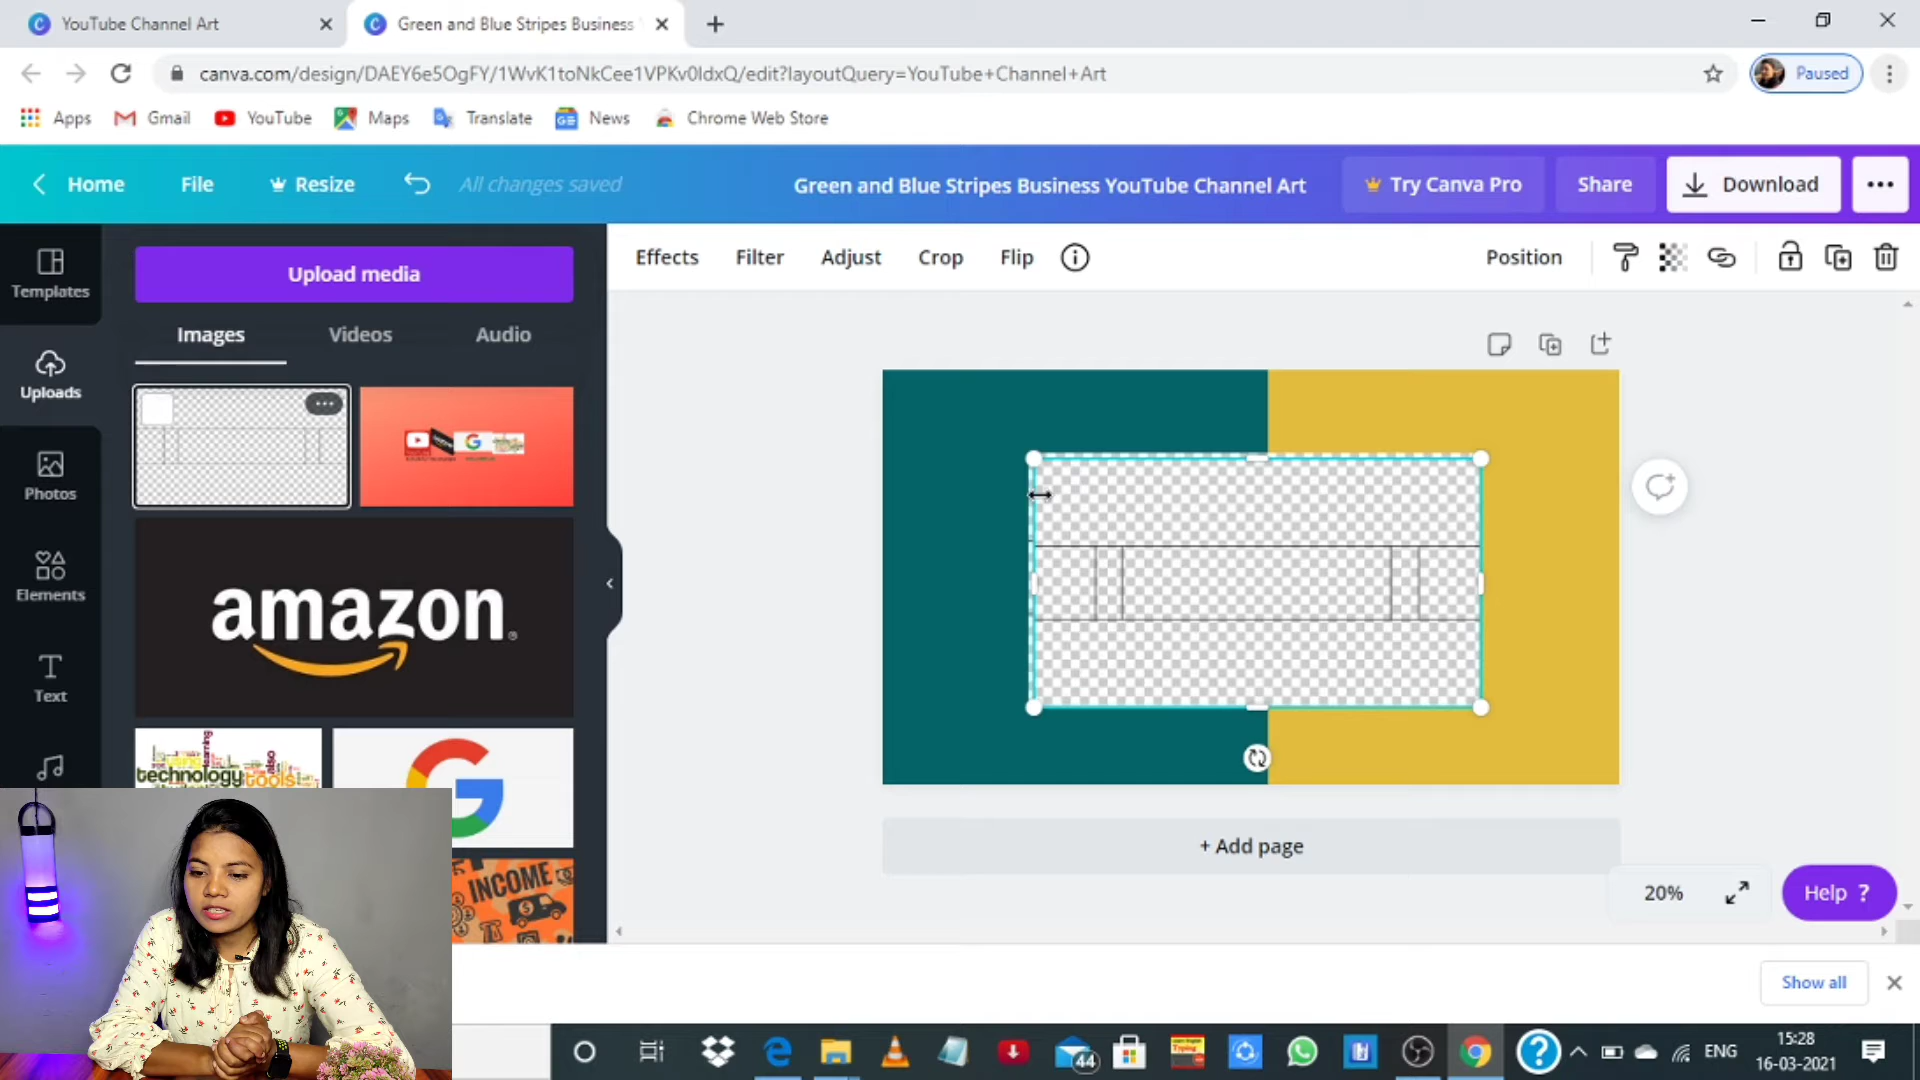 YouTube Channel Art
Green and Blue Stripes Business
canva.com/design/DAEY6e5OgFY/1WvK1toNkCee1VPKv0ldxQ/edit?layoutQuery=YouTube+Channel+Art
Paused
Apps
Gmail
YouTube
Maps
Translate
News
Chrome Web Store
Home
File
Resize
All changes saved
Green and Blue Stripes Business YouTube Channel Art
Try Canva Pro
Share
Download
Templates
Uploads
Photos
Elements
Text
Upload media
Images
Videos
Audio
Effects
Filter
Adjust
Crop
Flip
Position
amazon
learning
using
also
technology tools
G
INCOME
+ Add page
20%
Help ?
Show all
44
ENG
15:28
16-03-2021